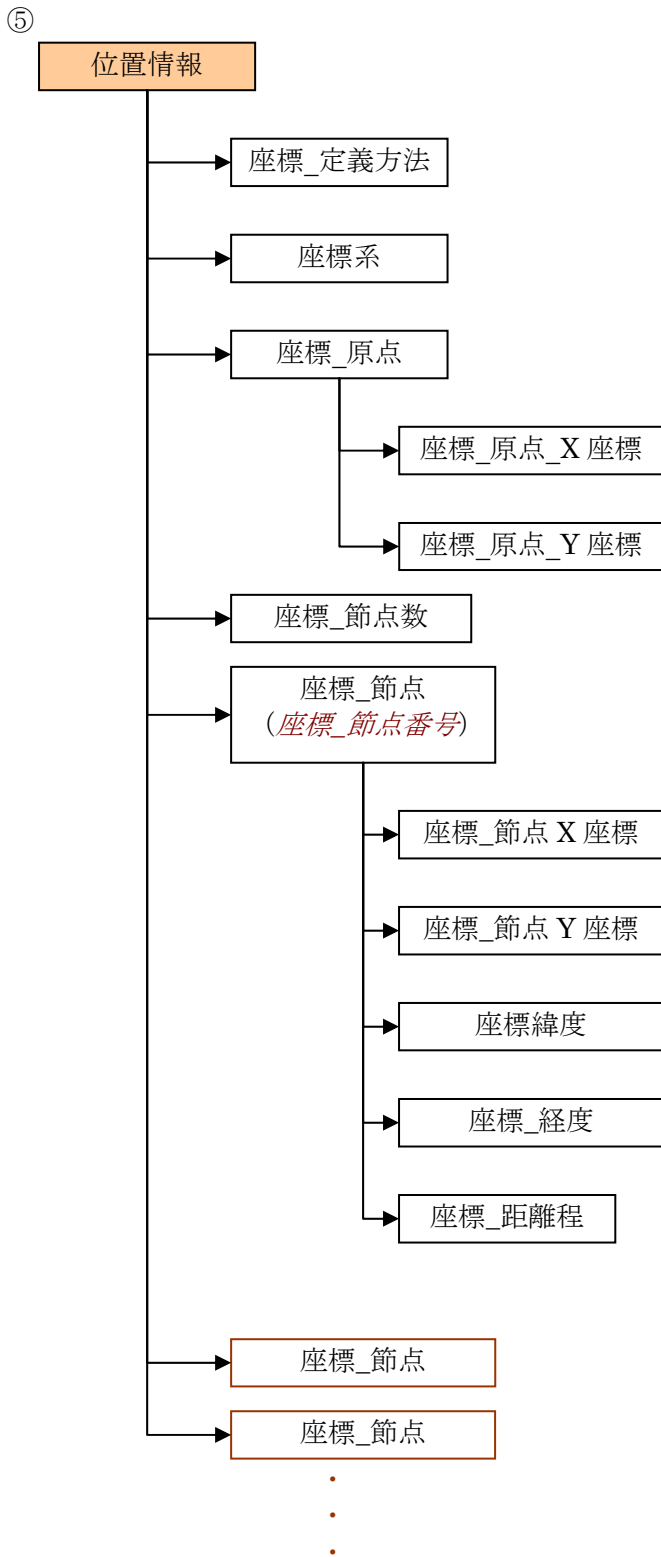 ⑤
位置情報
座標_定義方法
座標系
座標_原点
座標_原点_X 座標
座標_原点_Y 座標
座標_節点数
座標_節点
(座標_節点番号)
座標_節点 X 座標
座標_節点 Y 座標
座標緯度
座標_経度
座標_距離程
座標_節点
座標_節点
・
・
・